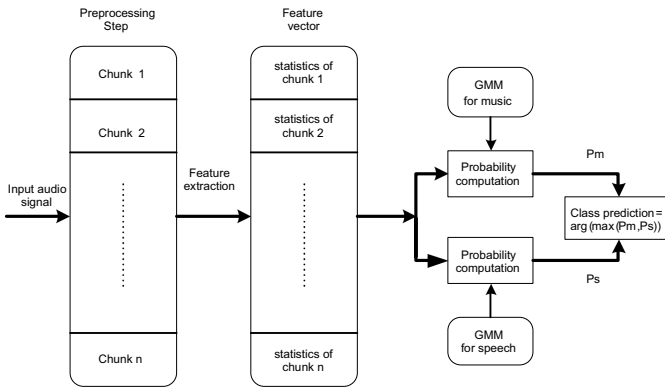 Preprocessing
Step
Feature
vector
Chunk 1
Chunk 2
Chunk n
Input audio
signal
Feature
extraction
statistics of
chunk 1
statistics of
chunk 2
statistics of
chunk n
GMM
for music
Probability
computation
Pm
Class prediction =
arg(max(Pm,Ps))
Probability
computation
Ps
GMM
for speech